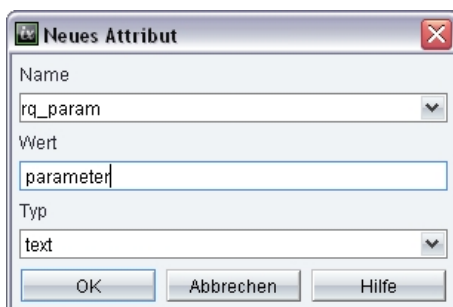 Neues Attribut
Name
rq_param
Wert
parameter
Typ
text
OK Abbrechen Hilfe